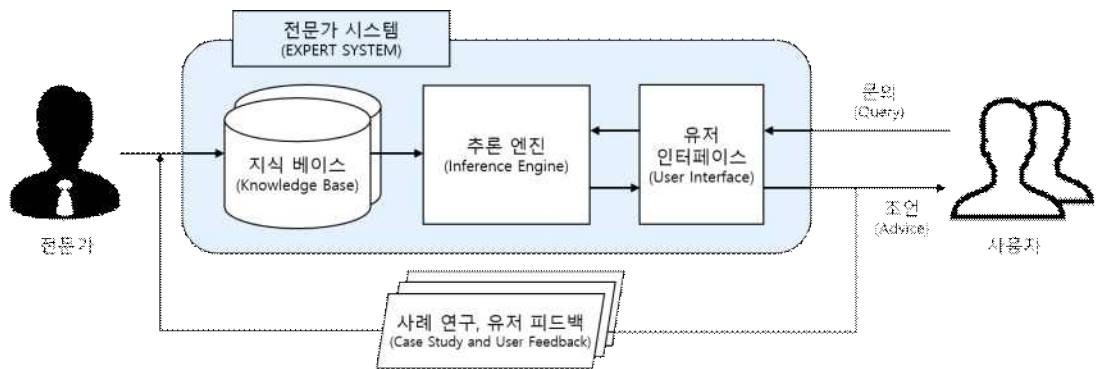 전문가 시스템
(EXPERT SYSTEM)
전문가
지식 베이스
(Knowledge Base)
추론 엔진
(Inference Engine)
유저
인터페이스
(User Interface)
문의
(Query)
조언
(Advice)
사용자
사례 연구, 유저 피드백
(Case Study and User Feedback)